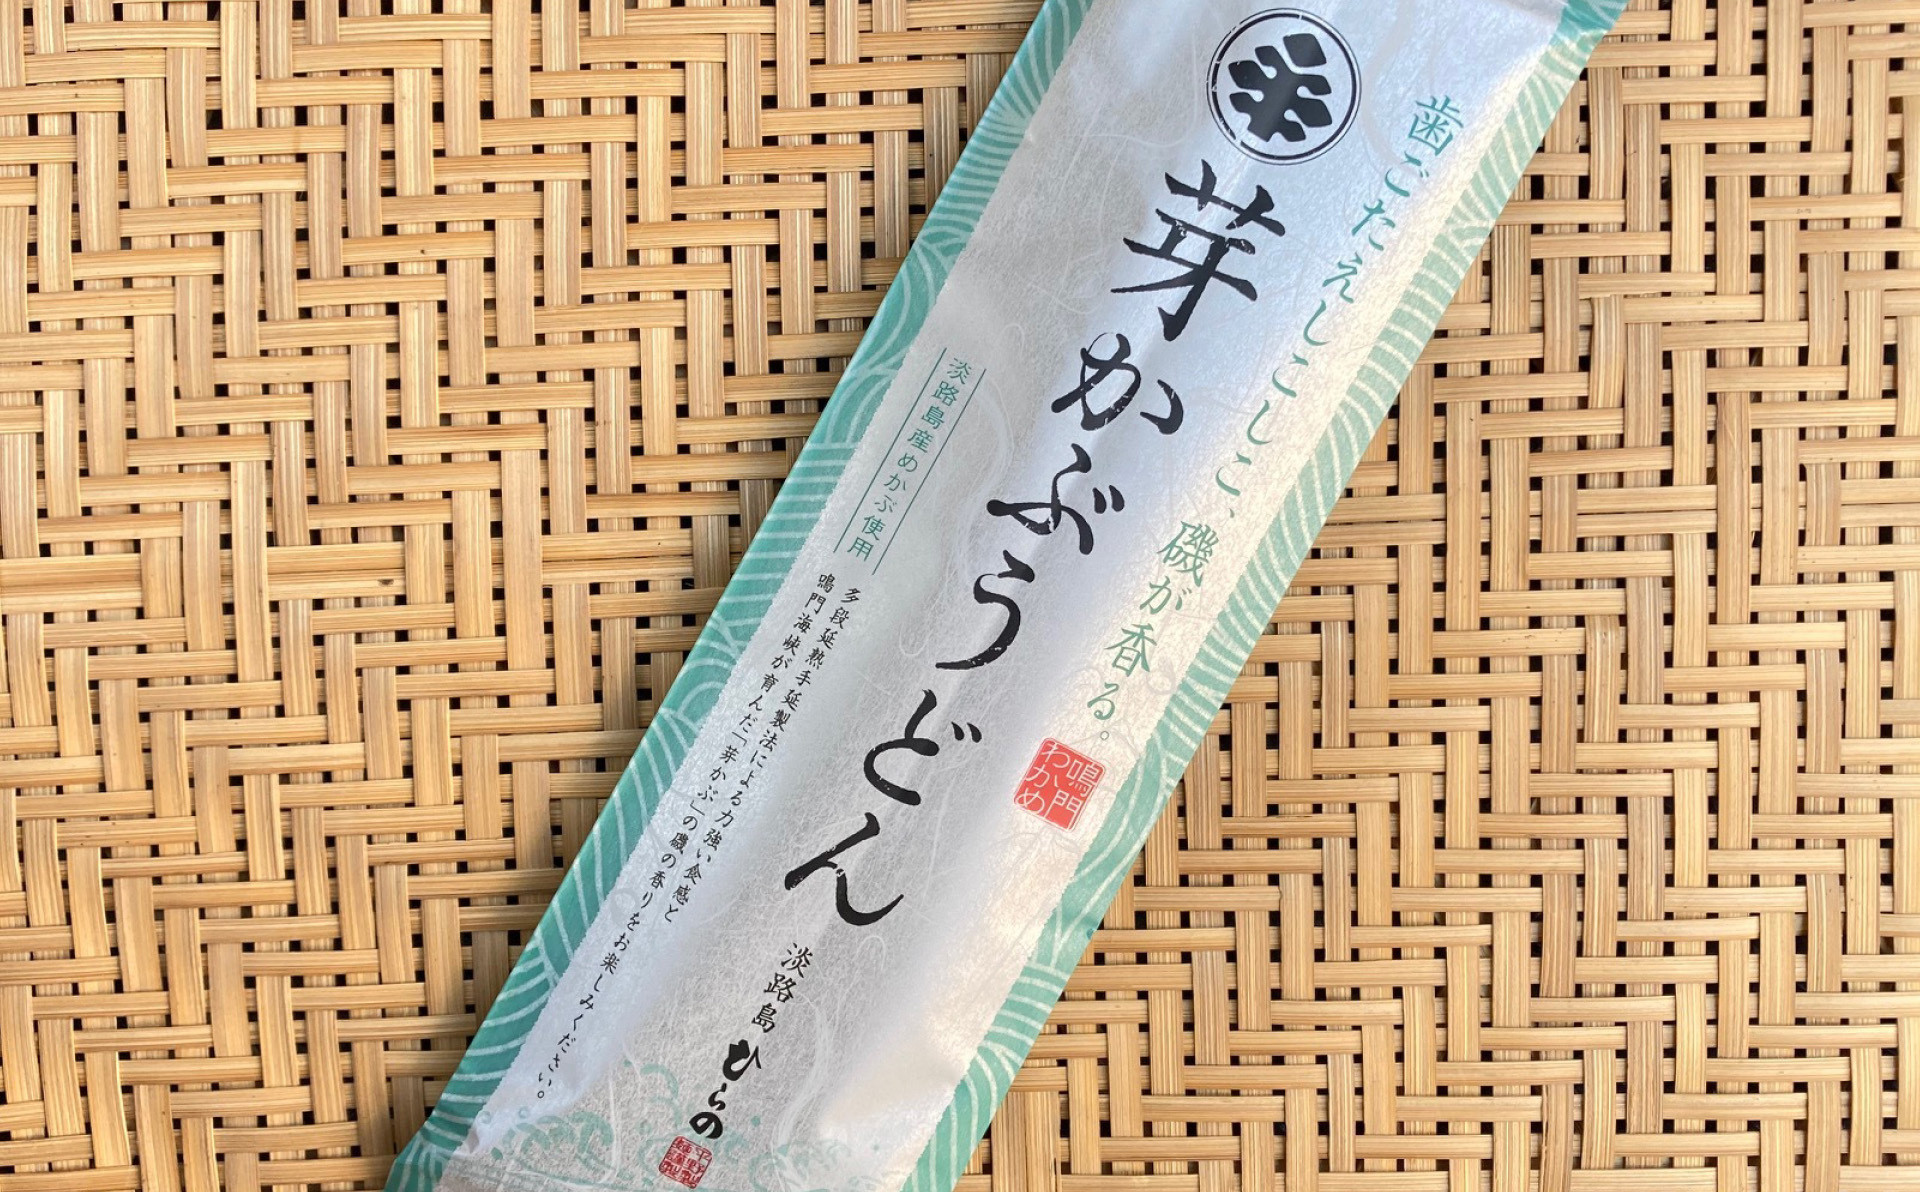 歯ごたえしこしこ、磯が香る。
鳴門
わかめ
芽かぶうどん
淡路島産めかぶ使用
多段延熟手延製法による力強い食感と
鳴門海峡が育んだ「芽かぶ」の磯の香りをお楽しみください。
淡路島 ひらの